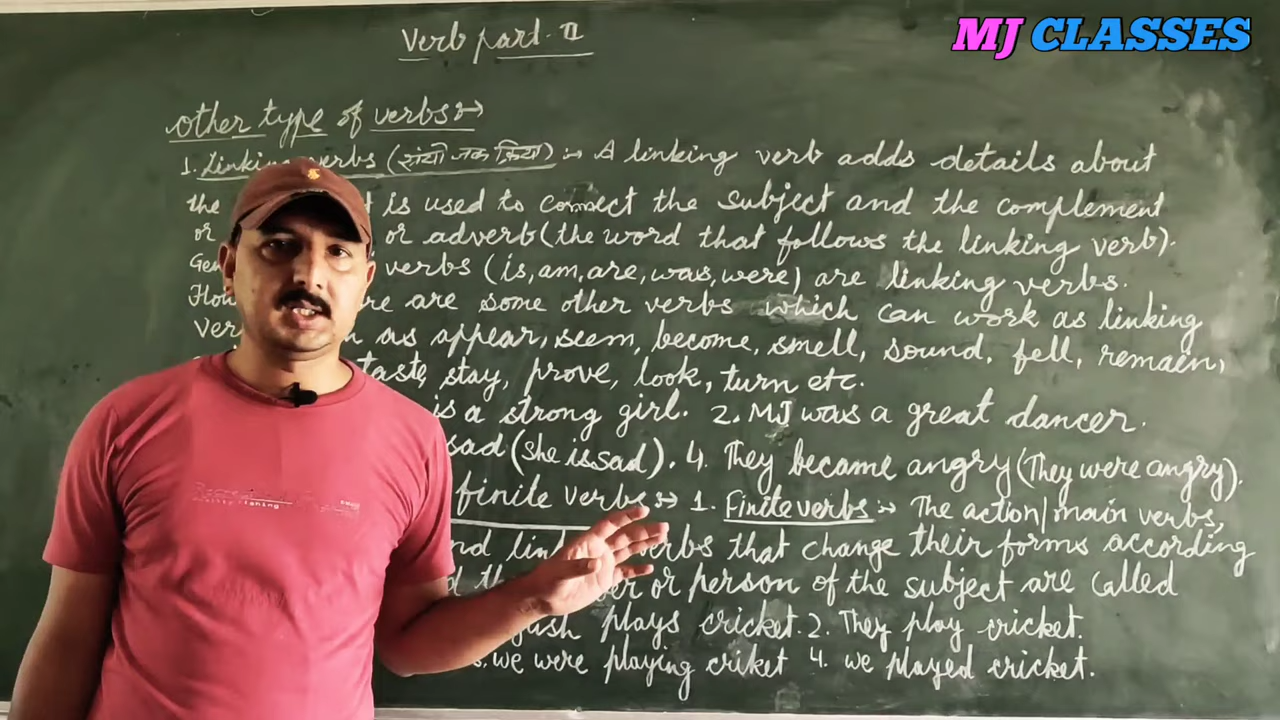 MJ CLASSES
Verb part-II
other type of verbs :→
1. Linking verbs (संयोजक क्रिया) :→ A linking verb adds details about
the is used to connect the subject and the complement
or or adverb (the word that follows the linking verb).
verbs (is, am, are, was, were) are linking verbs.
are some other verbs which can work as linking
as appear, seem, become, smell, sound, fell, remain,
taste, stay, prove, look, turn etc.
is a strong girl. 2. MJ was a great dancer.
sad (she is sad). 4. They became angry (They were angry).
finite verbs :→ 1. Finite verbs :→ The action/main verbs,
verbs that change their forms according
or person of the subject are called
plays cricket. 2. They play cricket.
we were playing criket 4. we played cricket.